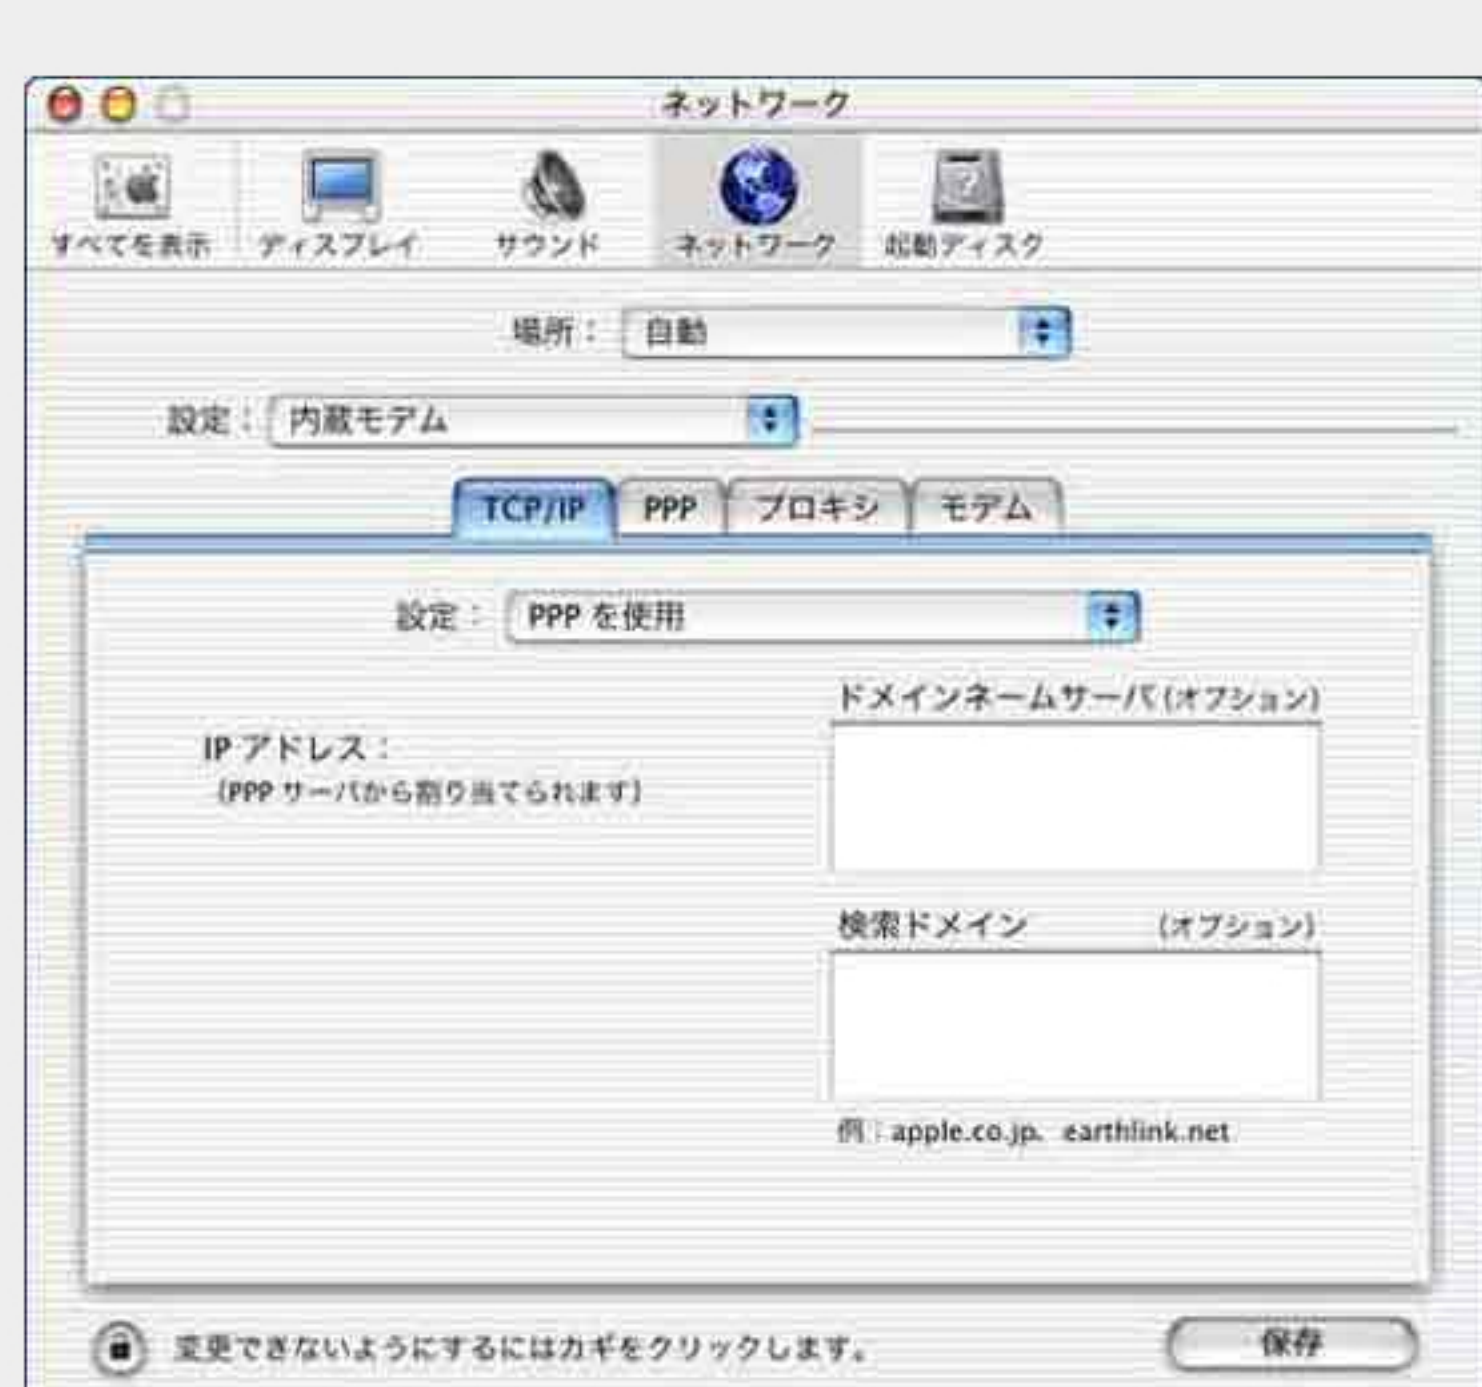 ネットワーク
すべてを表示 ディスプレイ サウンド ネットワーク 起動ディスク
場所： 自動
設定： 内蔵モデム
TCP/IP PPP プロキシ モデム
設定： PPP を使用
ドメインネームサーバ (オプション)
IP アドレス：
(PPP サーバから割り当てられます)
検索ドメイン (オプション)
例：apple.co.jp、earthlink.net
変更できないようにするにはカギをクリックします。 保存